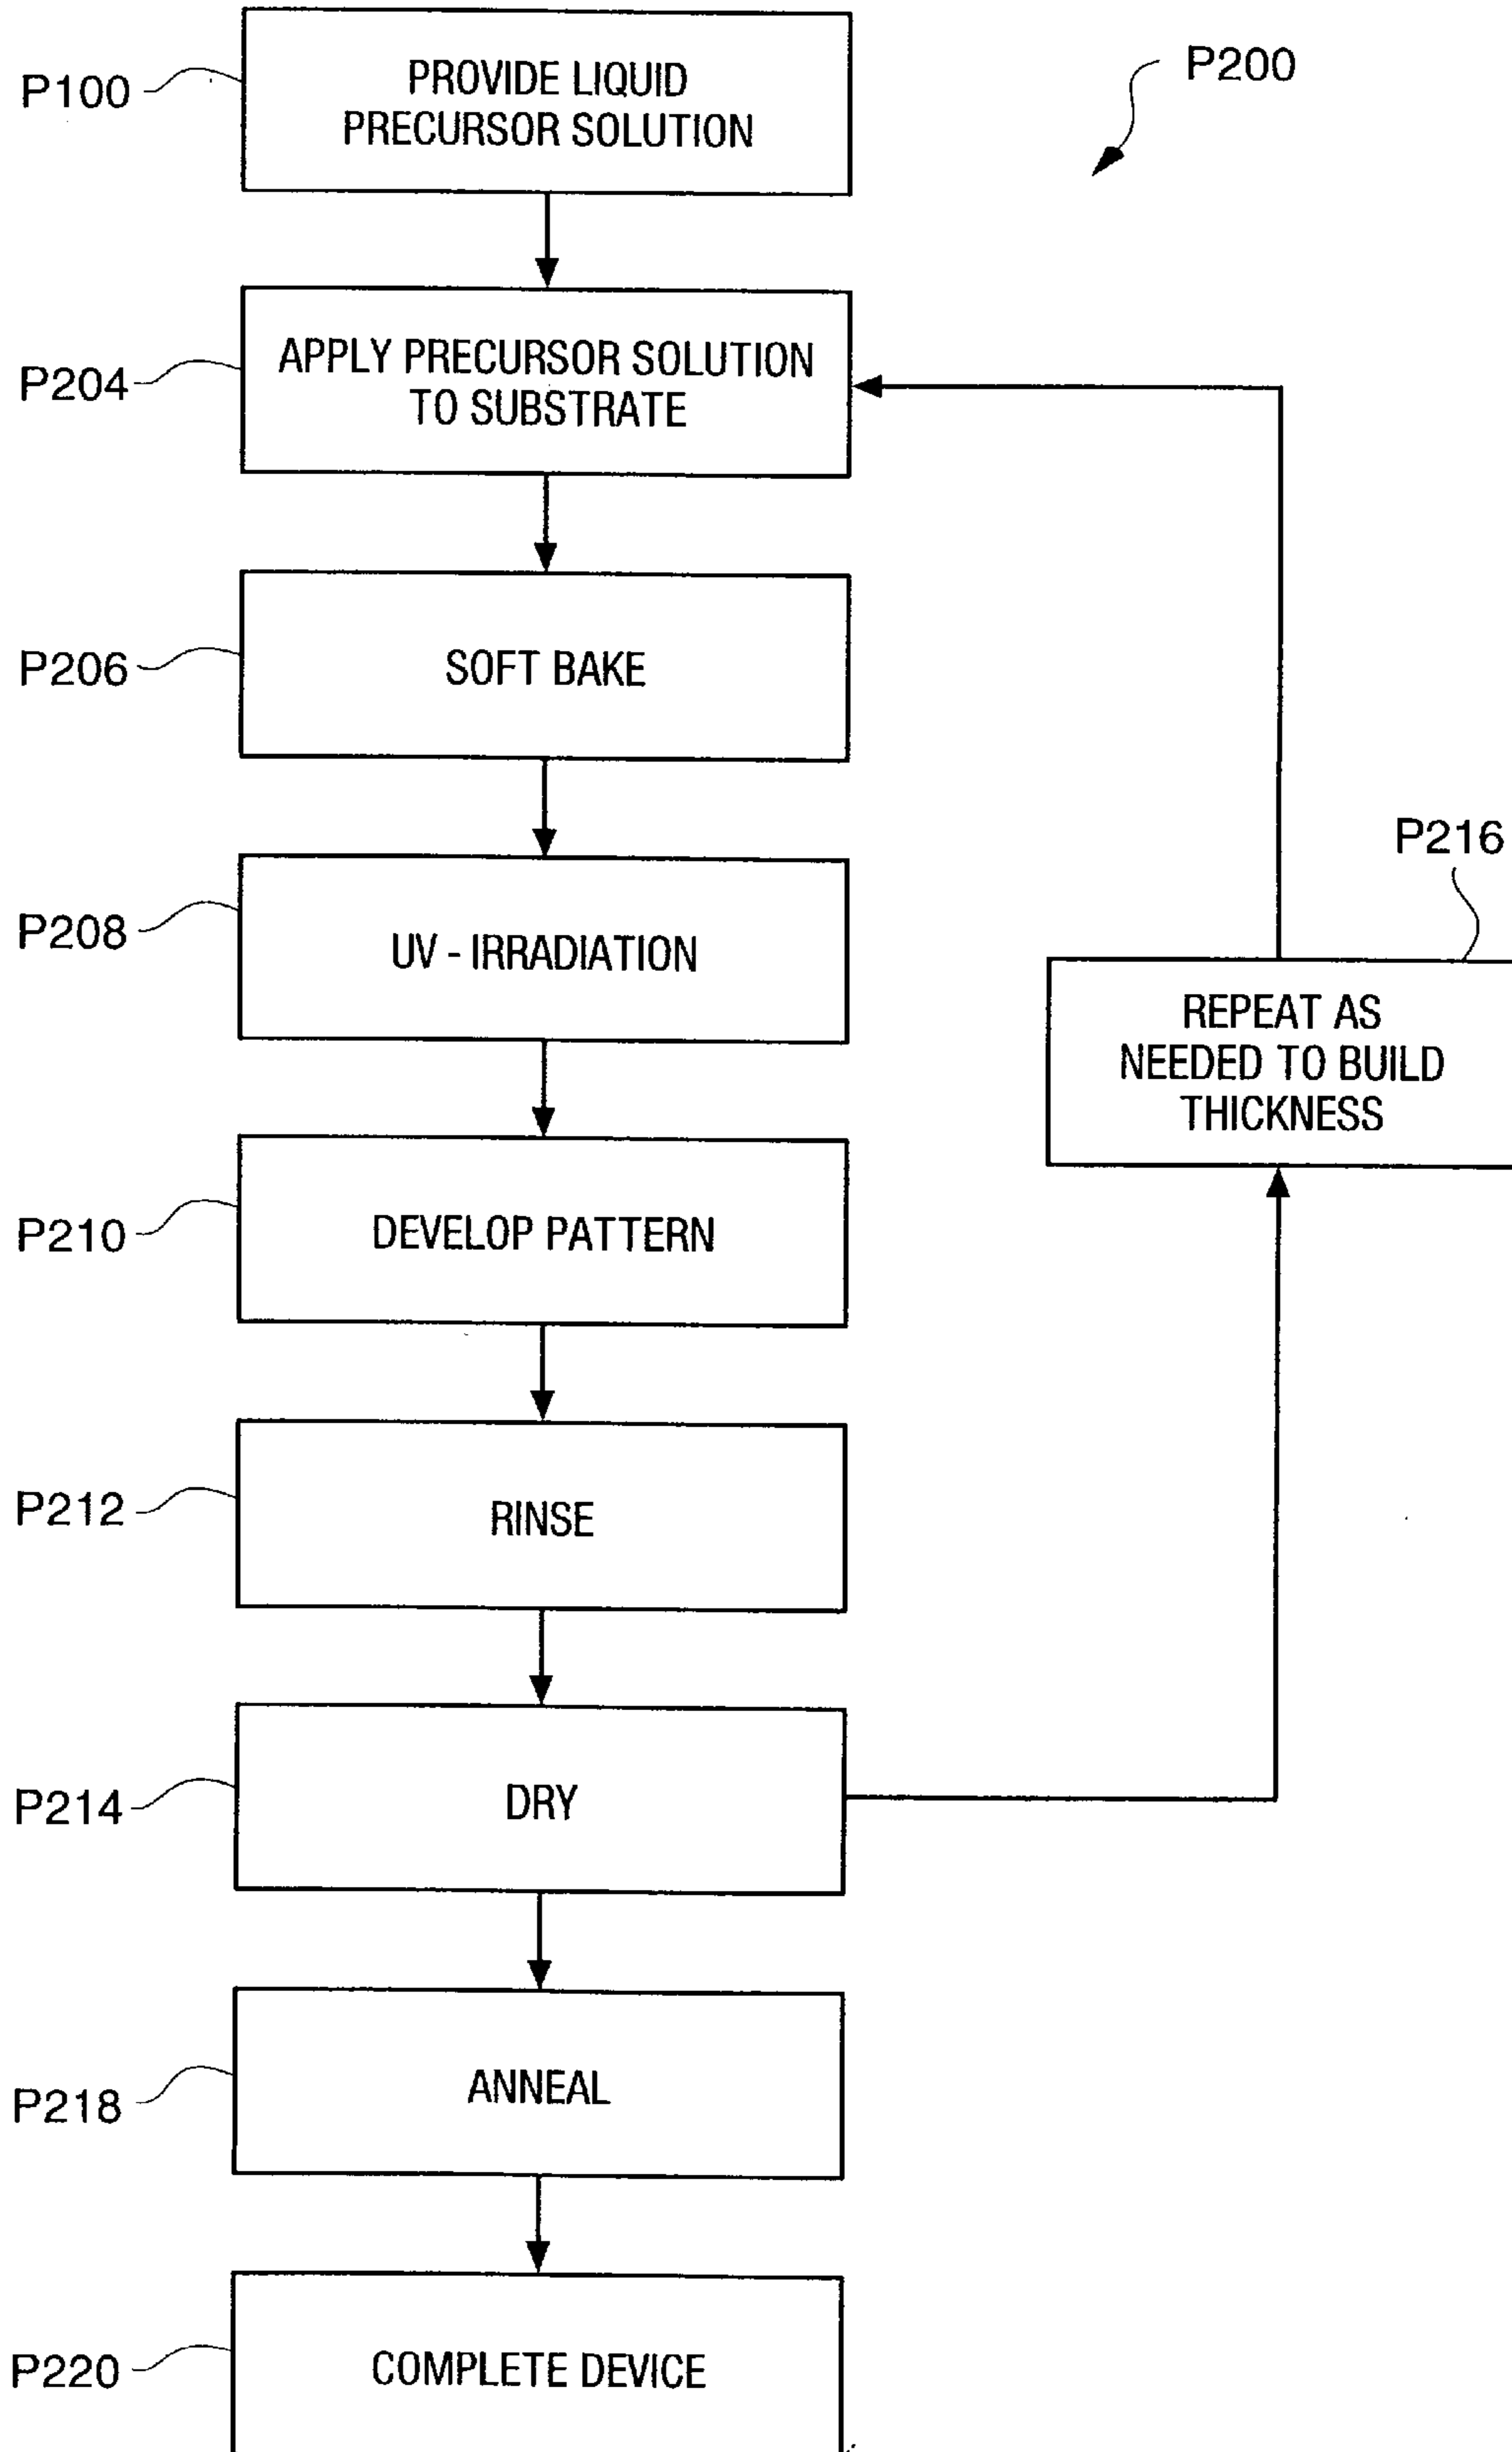 P100
PROVIDE LIQUID
PRECURSOR SOLUTION
P200
P204
APPLY PRECURSOR SOLUTION
TO SUBSTRATE
P206
SOFT BAKE
P208
UV - IRRADIATION
P216
REPEAT AS
NEEDED TO BUILD
THICKNESS
P210
DEVELOP PATTERN
P212
RINSE
P214
DRY
P218
ANNEAL
P220
COMPLETE DEVICE